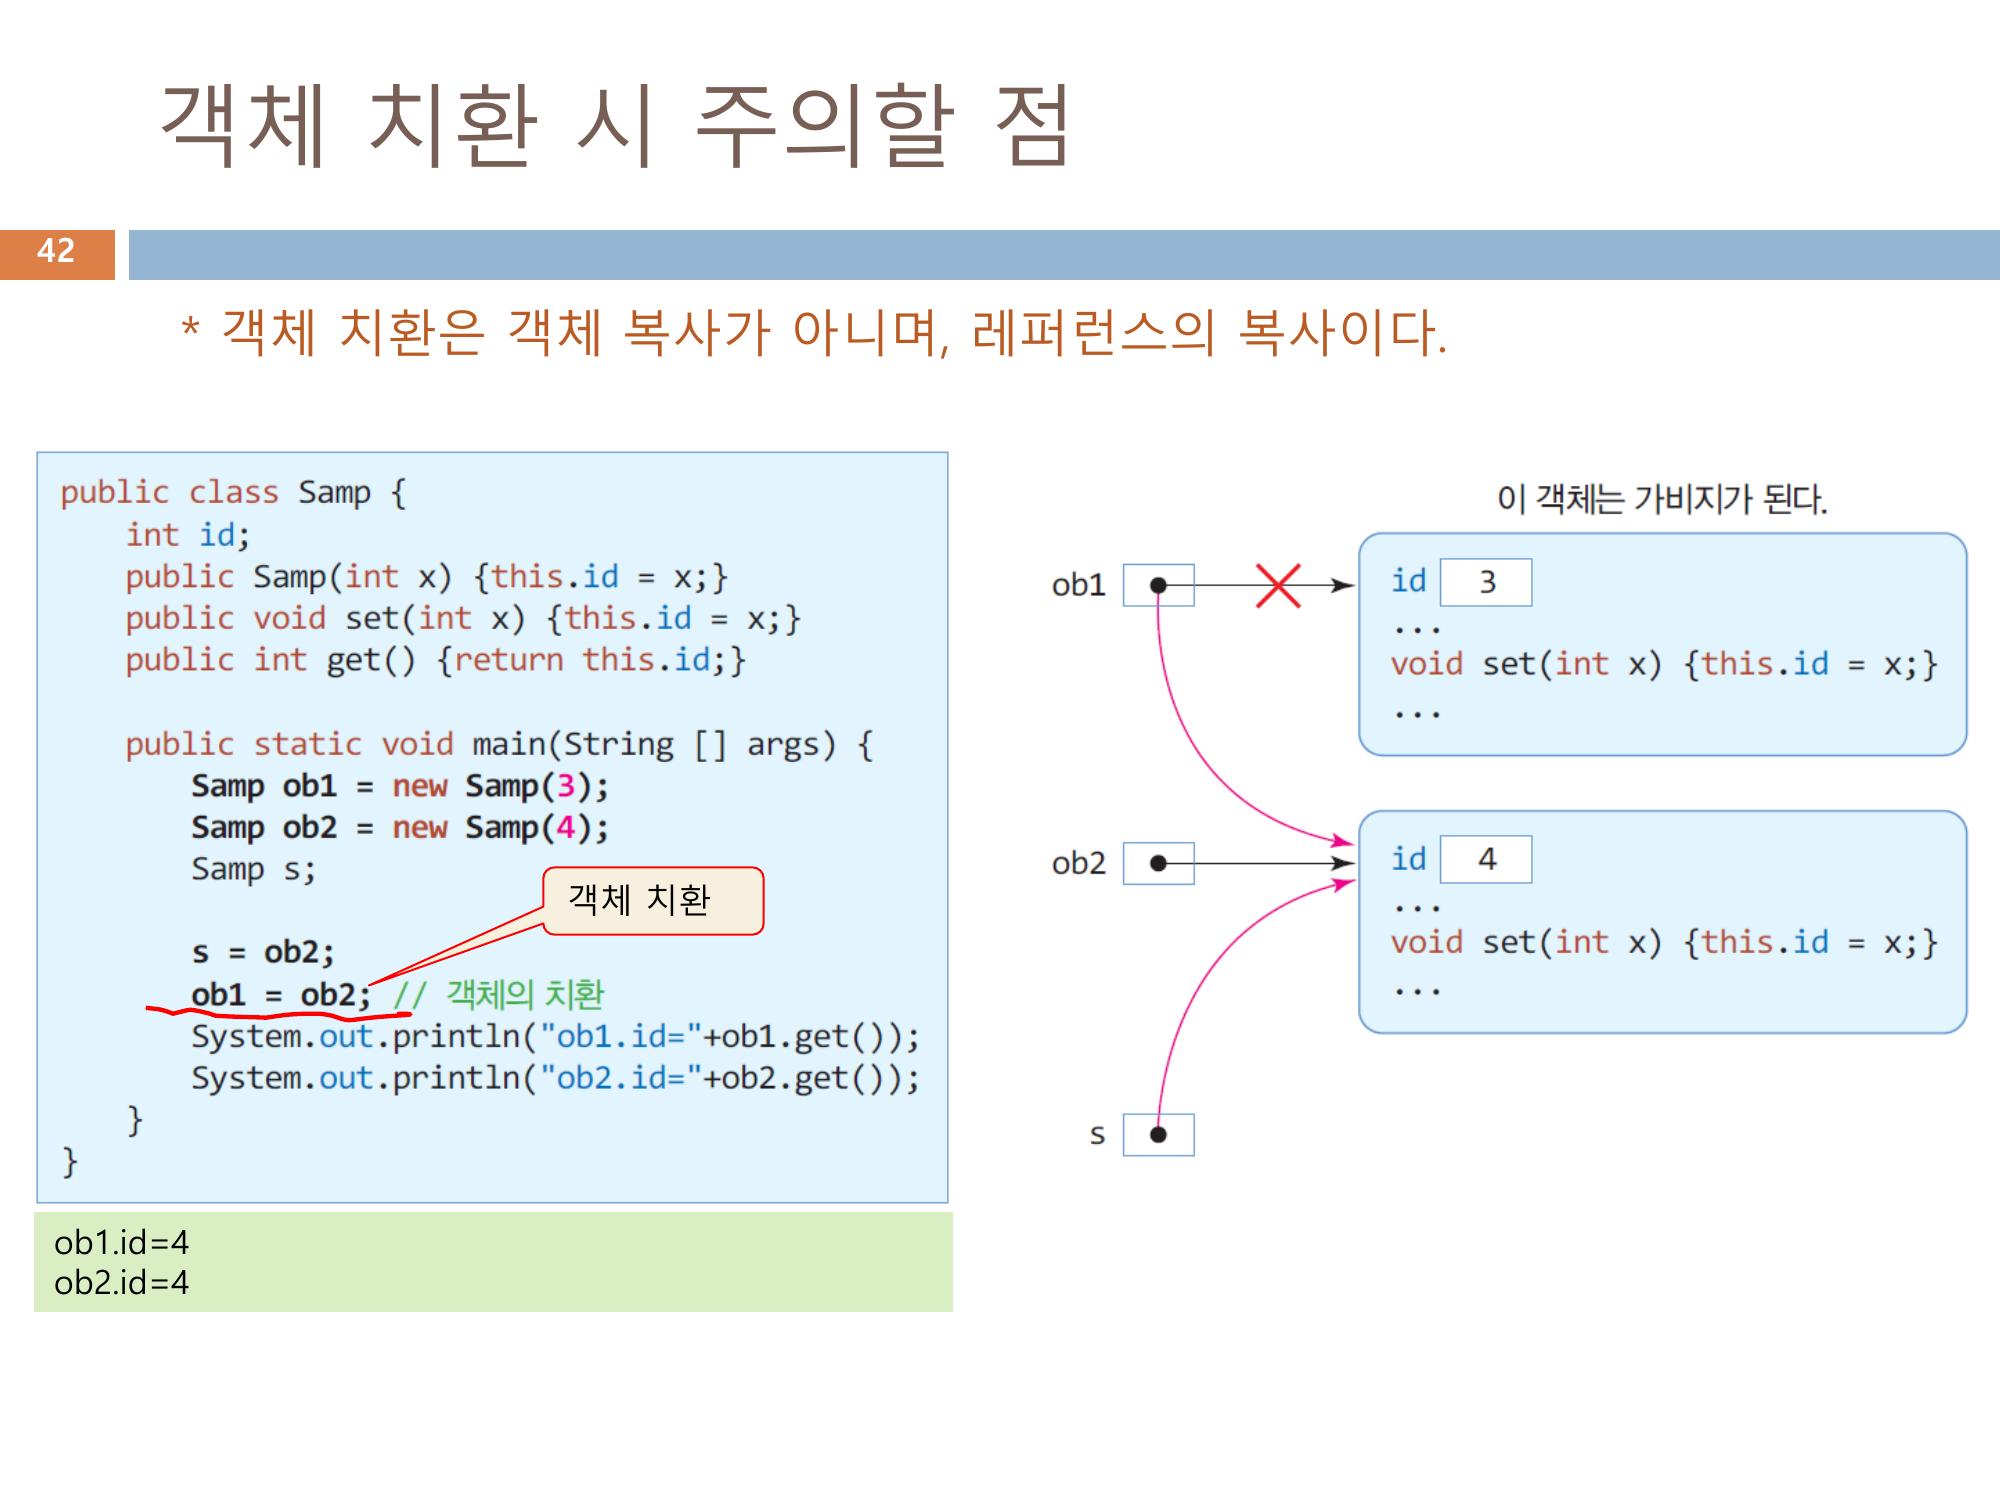 객체 치환 시 주의할 점
42
* 객체 치환은 객체 복사가 아니며, 레퍼런스의 복사이다.
public class Samp {
int id;
public Samp(int x) {this.id = x;}
public void set(int x) {this.id = x;}
public int get() {return this.id;}
public static void main(String [] args) {
Samp ob1 = new Samp(3);
Samp ob2 = new Samp(4);
Samp s;
객체 치환
s = ob2;
ob1 = ob2; // 객체의 치환
System.out.println("ob1.id="+ob1.get());
System.out.println("ob2.id="+ob2.get());
}
}
ob1.id=4
ob2.id=4
이 객체는 가비지가 된다.
ob1
id 3
...
void set(int x) {this.id = x;}
...
ob2
id 4
...
void set(int x) {this.id = x;}
...
s